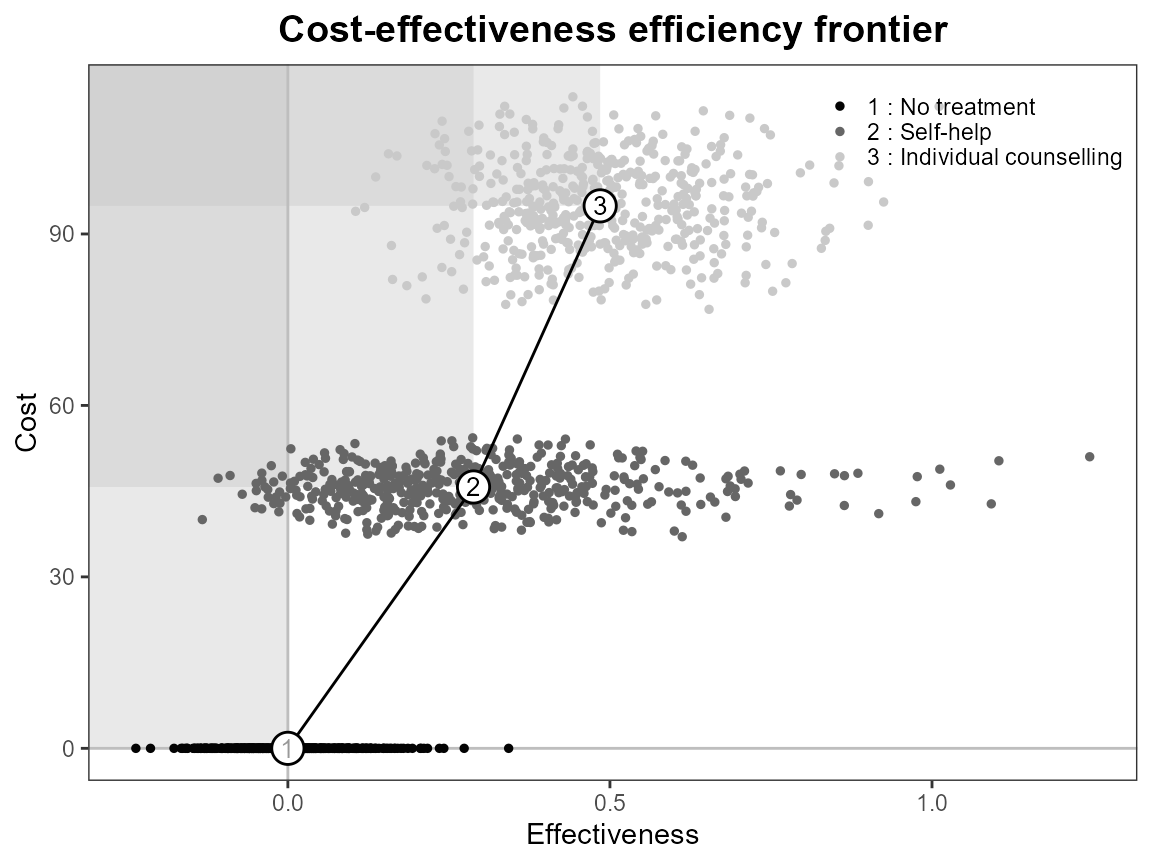 Cost-effectiveness efficiency frontier
1 : No treatment
2 : Self-help
3 : Individual counselling
3
90
Cost
60
2
30
0
1
0.0
0.5
1.0
Effectiveness